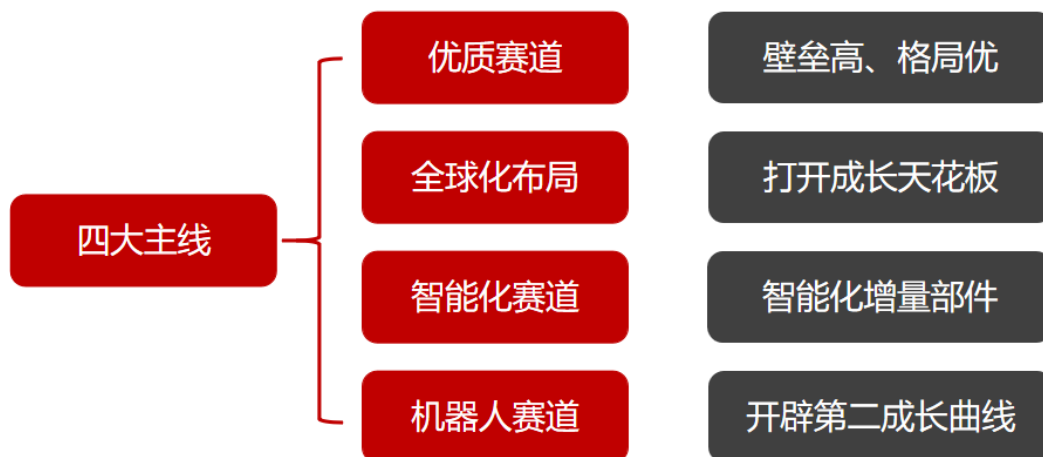 四大主线
优质赛道
壁垒高、格局优
全球化布局
打开成长天花板
智能化赛道
智能化增量部件
机器人赛道
开辟第二成长曲线